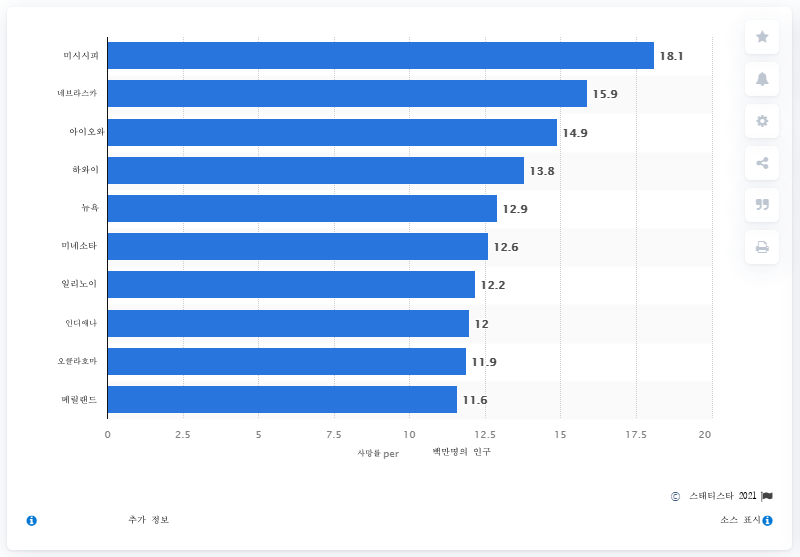 미시시피 18.1
네브라스카 15.9
아이오와 14.9
하와이 13.8
뉴욕 12.9
미네소타 12.6
일리노이 12.2
인디애나 12
오클라호마 11.9
메릴랜드 11.6
0 2.5 5 7.5 10 12.5 15 17.5 20
사망률 per 백만명의 인구
© 스태티스타 2021
추가 정보 소스 표시